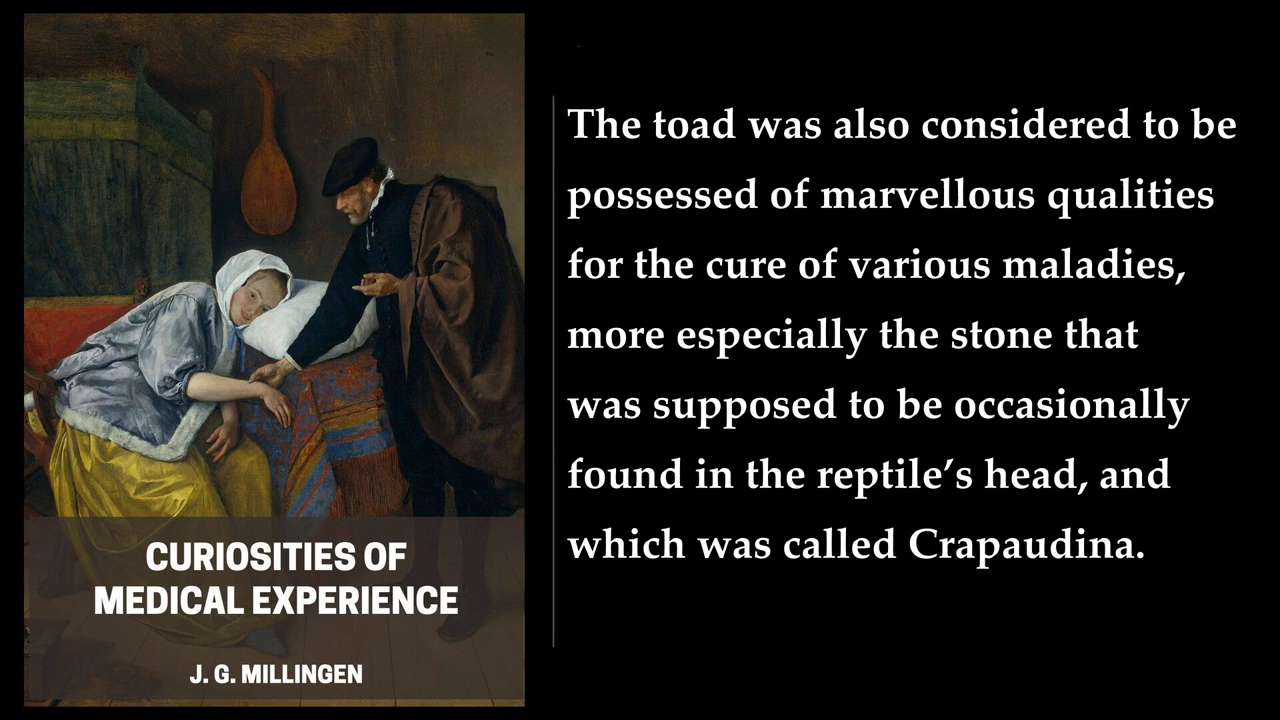 The toad was also considered to be
possessed of marvellous qualities
for the cure of various maladies,
more especially the stone that
was supposed to be occasionally
found in the reptile’s head, and
which was called Crapaudina.
CURIOSITIES OF
MEDICAL EXPERIENCE
J. G. MILLINGEN